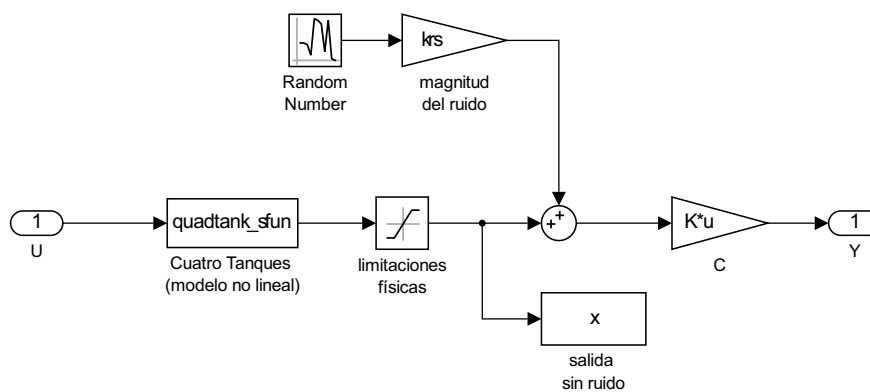 krs
Random
Number
magnitud
del ruido
1
U
quadtank_sfun
Cuatro Tanques
(modelo no lineal)
limitaciones
físicas
+
+
K*u
C
1
Y
x
salida
sin ruido